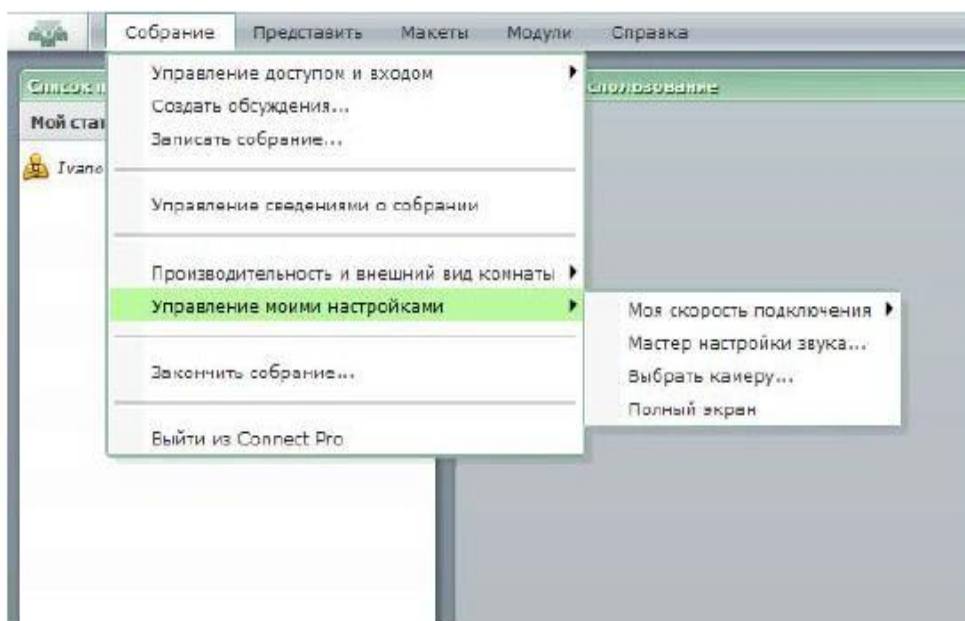 Собрание Представить Макеты Модули Справка
Управление доступом и входом
Создать обсуждения...
Записать собрание...
Управление сведениями о собрании
Производительность и внешний вид комнаты
Управление моими настройками
Закончить собрание...
Выйти из Connect Pro
Моя скорость подключения
Мастер настройки звука...
Выбрать камеру...
Полный экран
Список
Мой